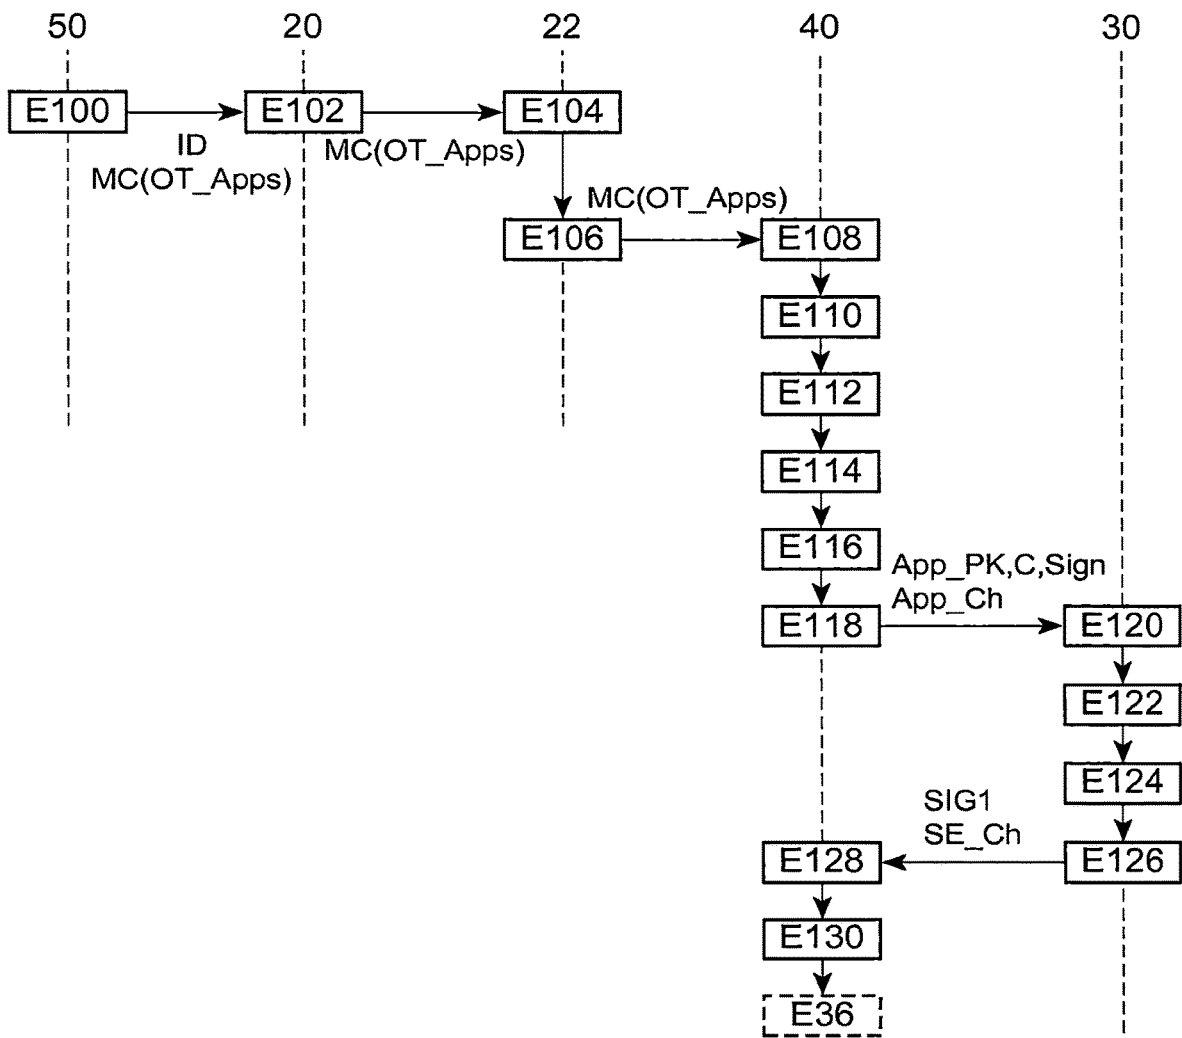 50 20 22 40 30
E100 E102 E104
ID
MC(OT_Apps)
MC(OT_Apps)
MC(OT_Apps)
E106 E108
E110
E112
E114
E116
App_PK,C,Sign
App_Ch
E118 E120
E122
E124
SIG1
SE_Ch
E128 E126
E130
E36